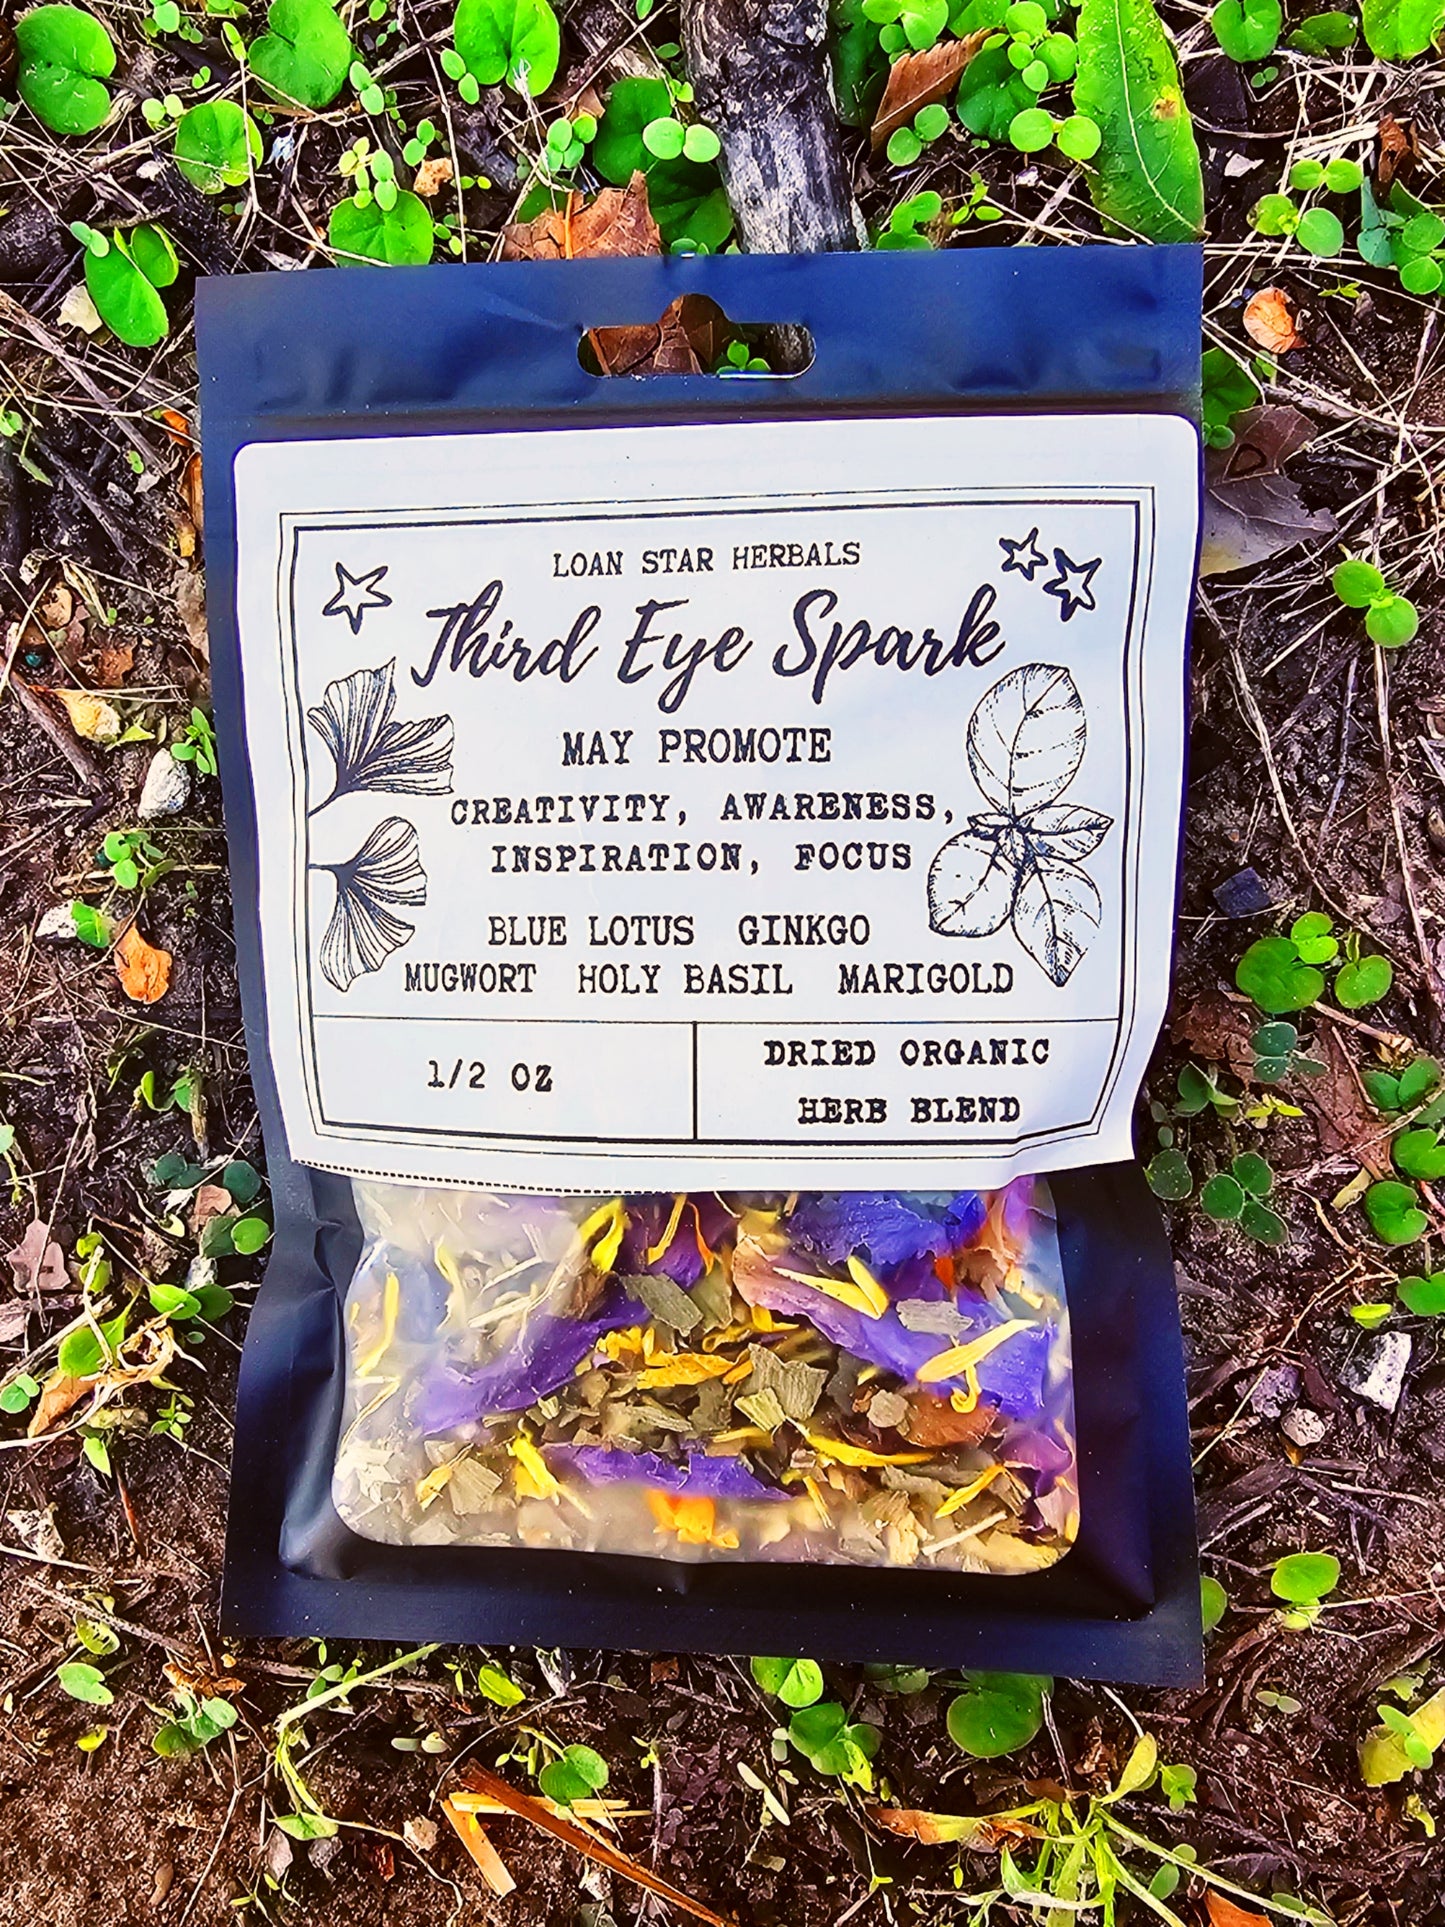 LOAN STAR HERBALS
Third Eye Spark
MAY PROMOTE
CREATIVITY, AWARENESS,
INSPIRATION, FOCUS
BLUE LOTUS GINKGO
MUGWORT HOLY BASIL MARIGOLD
1/2 OZ
DRIED ORGANIC
HERB BLEND